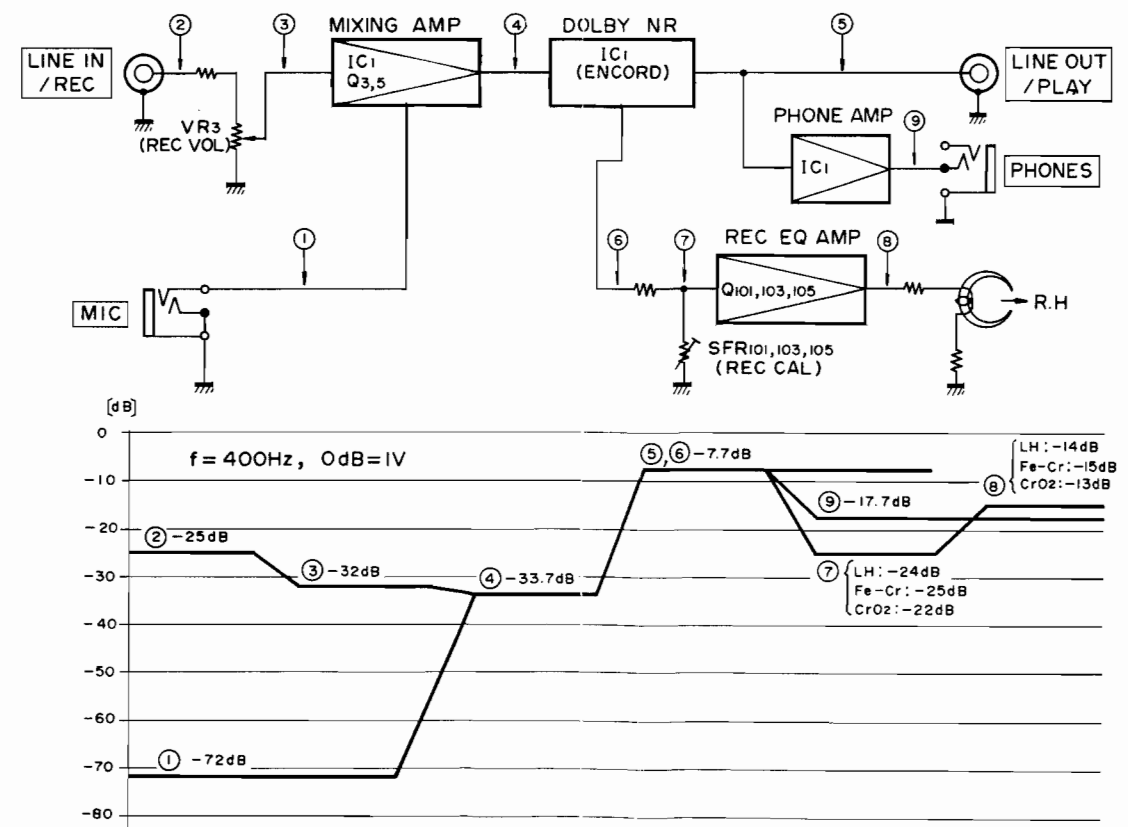 ② ③ MIXING AMP ④ DOLBY NR ⑤
LINE IN
/REC
IC1
Q3,5
IC1
(ENCORD)
LINE OUT
/PLAY
VR3
(REC VOL)
PHONE AMP ⑨
IC1
PHONES
① ⑥ ⑦ REC EQ AMP ⑧
MIC
Q101,103,105
R.H
SFR101,103,105
(REC CAL)
[dB]
0
f=400Hz, 0dB=1V
⑤,⑥-7.7dB
⑧ LH:-14dB
Fe-Cr:-15dB
CrO2:-13dB
-10
⑨-17.7dB
-20
②-25dB
③-32dB
④-33.7dB
⑦ LH:-24dB
Fe-Cr:-25dB
CrO2:-22dB
-30
-40
-50
-60
① -72dB
-70
-80